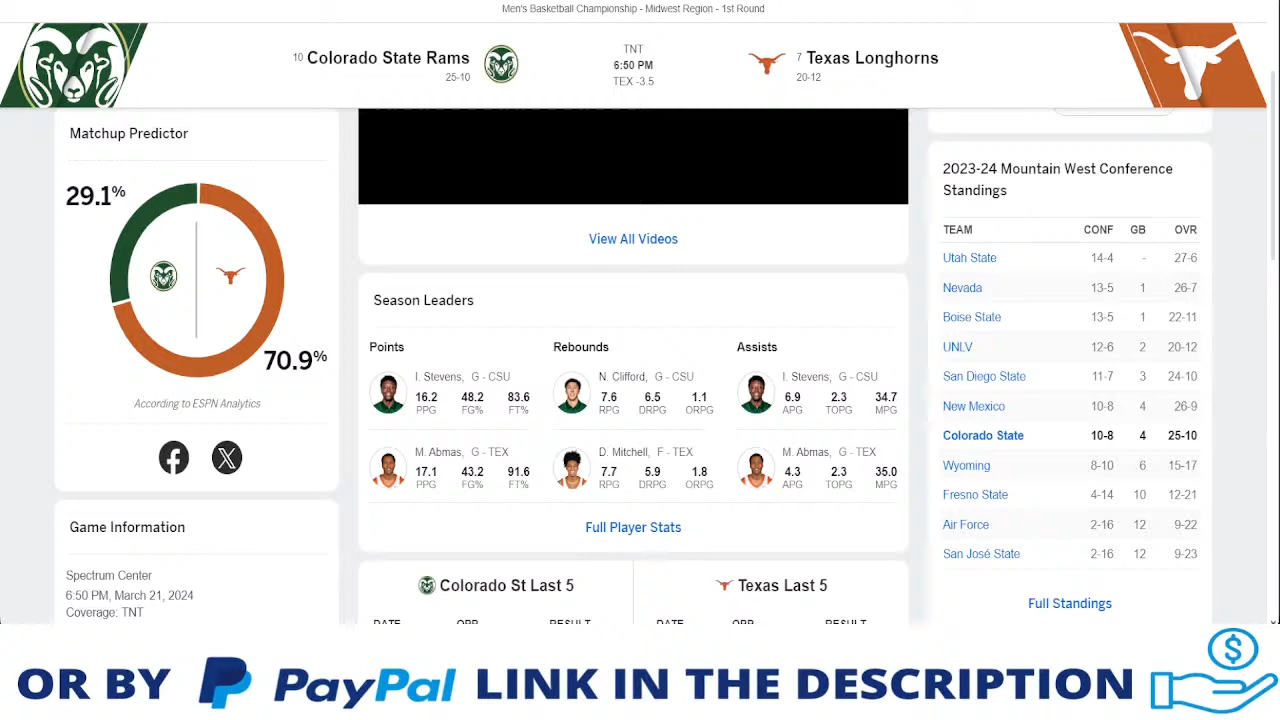 Men's Basketball Championship - Midwest Region - 1st Round
10 Colorado State Rams
25-10
TNT
6:50 PM
TEX -3.5
7 Texas Longhorns
20-12
Matchup Predictor
29.1%
70.9%
According to ESPN Analytics
Game Information
Spectrum Center
6:50 PM, March 21, 2024
Coverage: TNT
View All Videos
Season Leaders
Points Rebounds Assists
I. Stevens, G - CSU N. Clifford, G - CSU I. Stevens, G - CSU
16.2 48.2 83.6 7.6 6.5 1.1 6.9 2.3 34.7
PPG FG% FT% RPG DRPG ORPG APG TOPG MPG
M. Abmas, G - TEX D. Mitchell, F - TEX M. Abmas, G - TEX
17.1 43.2 91.6 7.7 5.9 1.8 4.3 2.3 35.0
PPG FG% FT% RPG DRPG ORPG APG TOPG MPG
Full Player Stats
Colorado St Last 5 Texas Last 5
DATE OPP RESULT DATE OPP RESULT
2023-24 Mountain West Conference
Standings
TEAM CONF GB OVR
Utah State 14-4 - 27-6
Nevada 13-5 1 26-7
Boise State 13-5 1 22-11
UNLV 12-6 2 20-12
San Diego State 11-7 3 24-10
New Mexico 10-8 4 26-9
Colorado State 10-8 4 25-10
Wyoming 8-10 6 15-17
Fresno State 4-14 10 12-21
Air Force 2-16 12 9-22
San José State 2-16 12 9-23
Full Standings
OR BY PayPal LINK IN THE DESCRIPTION